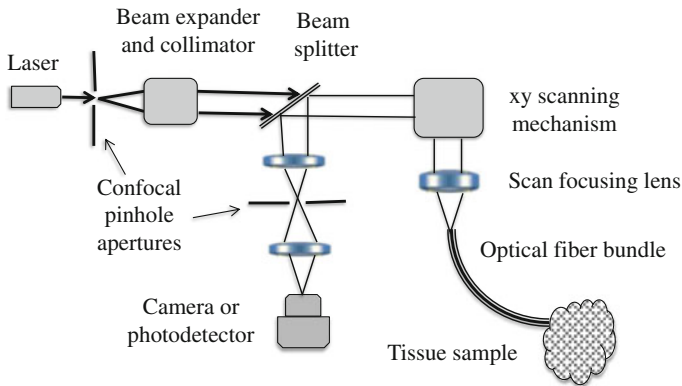 Laser
Beam expander
and collimator
Beam
splitter
xy scanning
mechanism
Confocal
pinhole
apertures
Scan focusing lens
Optical fiber bundle
Camera or
photodetector
Tissue sample